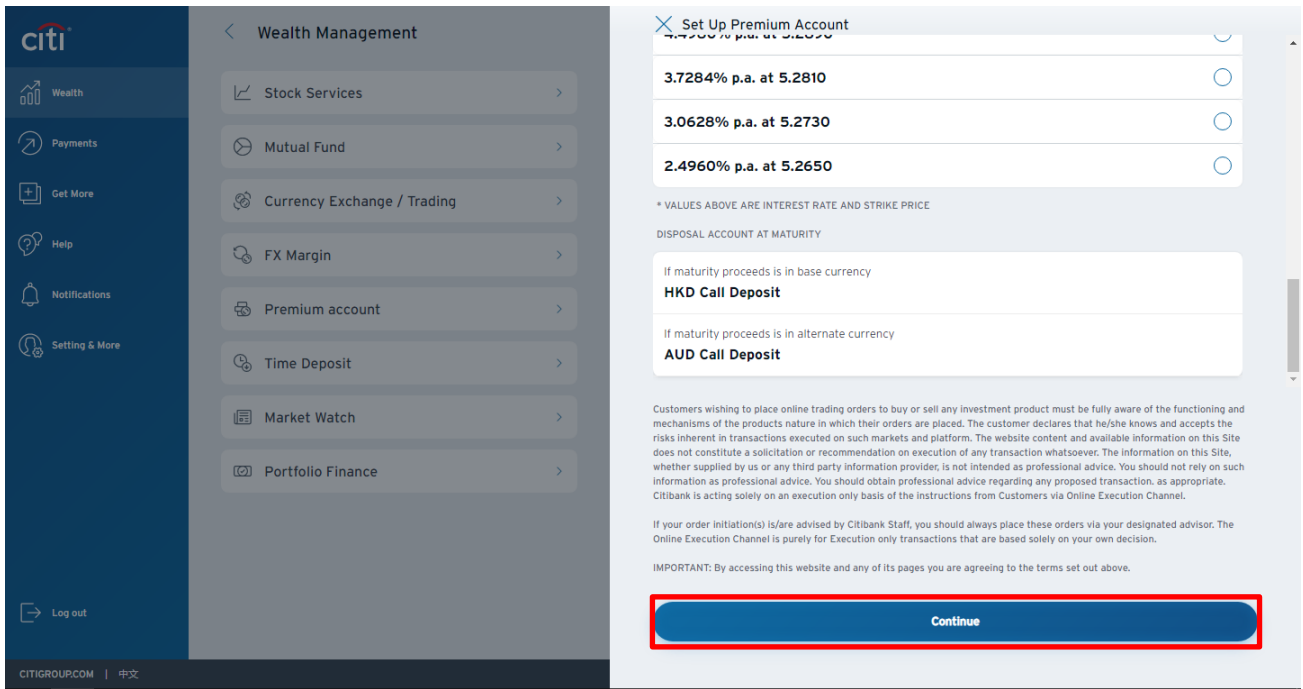 citi
Wealth
Payments
Get More
Help
Notifications
Setting & More
Log out
CITIGROUP.COM | 中文
Wealth Management
Stock Services
Mutual Fund
Currency Exchange / Trading
FX Margin
Premium account
Time Deposit
Market Watch
Portfolio Finance
Set Up Premium Account
3.7284% p.a. at 5.2810
3.0628% p.a. at 5.2730
2.4960% p.a. at 5.2650
* VALUES ABOVE ARE INTEREST RATE AND STRIKE PRICE
DISPOSAL ACCOUNT AT MATURITY
If maturity proceeds is in base currency
HKD Call Deposit
If maturity proceeds is in alternate currency
AUD Call Deposit
Customers wishing to place online trading orders to buy or sell any investment product must be fully aware of the functioning and
mechanisms of the products nature in which their orders are placed. The customer declares that he/she knows and accepts the
risks inherent in transactions executed on such markets and platform. The website content and available information on this Site
does not constitute a solicitation or recommendation on execution of any transaction whatsoever. The information on this Site,
whether supplied by us or any third party information provider, is not intended as professional advice. You should not rely on such
information as professional advice. You should obtain professional advice regarding any proposed transaction. as appropriate.
Citibank is acting solely on an execution only basis of the instructions from Customers via Online Execution Channel.
If your order initiation(s) is/are advised by Citibank Staff, you should always place these orders via your designated advisor. The
Online Execution Channel is purely for Execution only transactions that are based solely on your own decision.
IMPORTANT: By accessing this website and any of its pages you are agreeing to the terms set out above.
Continue